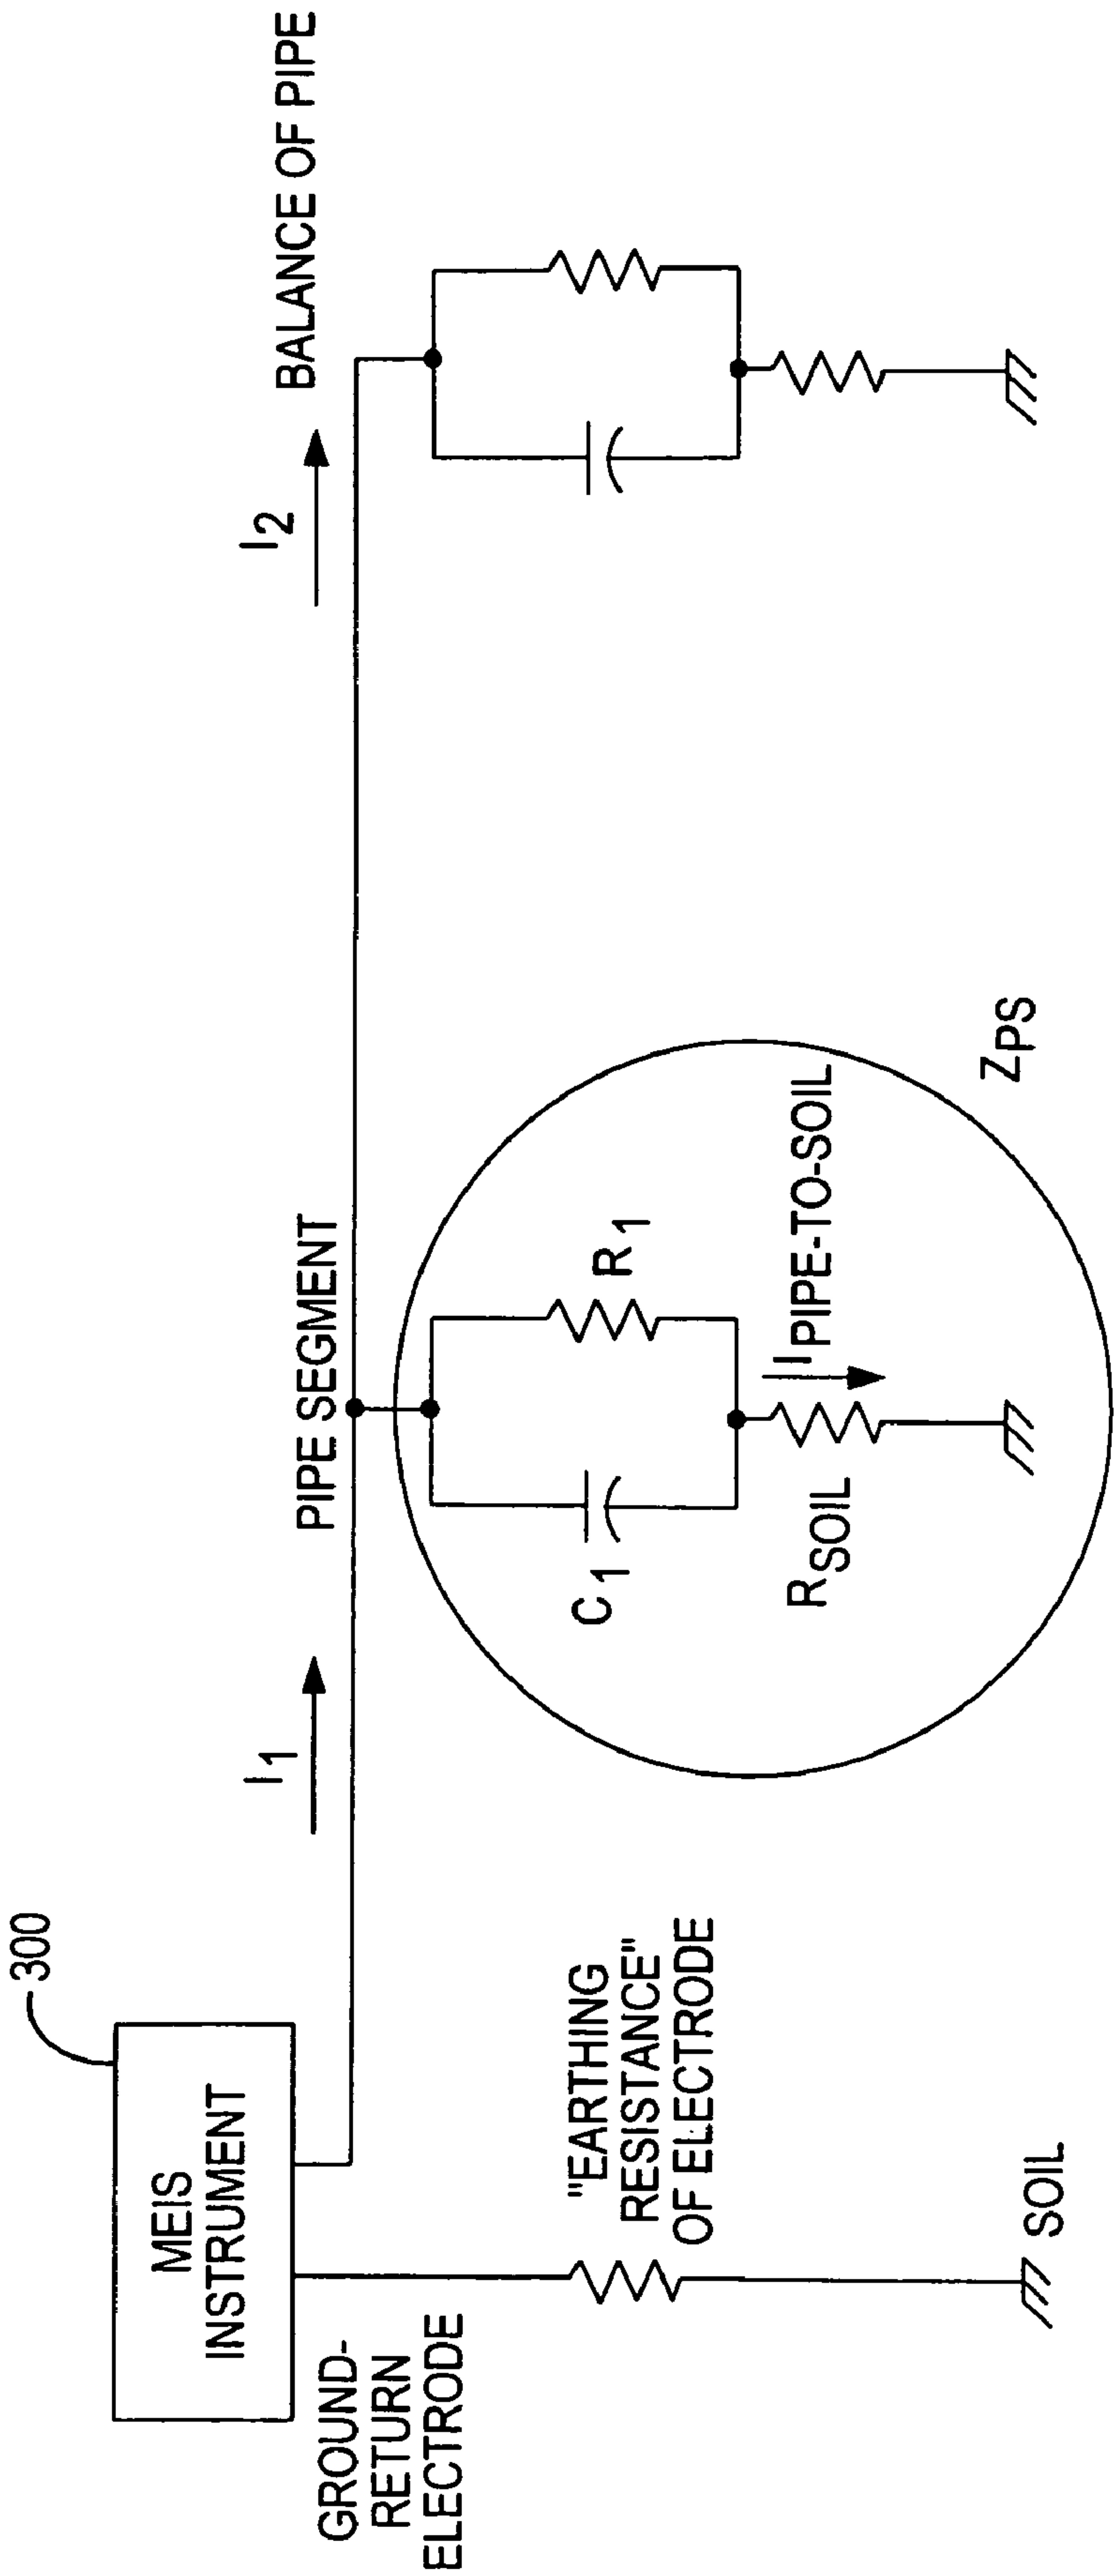 300
MEIS
INSTRUMENT
GROUND-
RETURN
ELECTRODE
"EARTHING
RESISTANCE"
OF ELECTRODE
SOIL
I1
PIPE SEGMENT
C1
R1
RSOIL
IPIPE-TO-SOIL
ZPS
I2
BALANCE OF PIPE